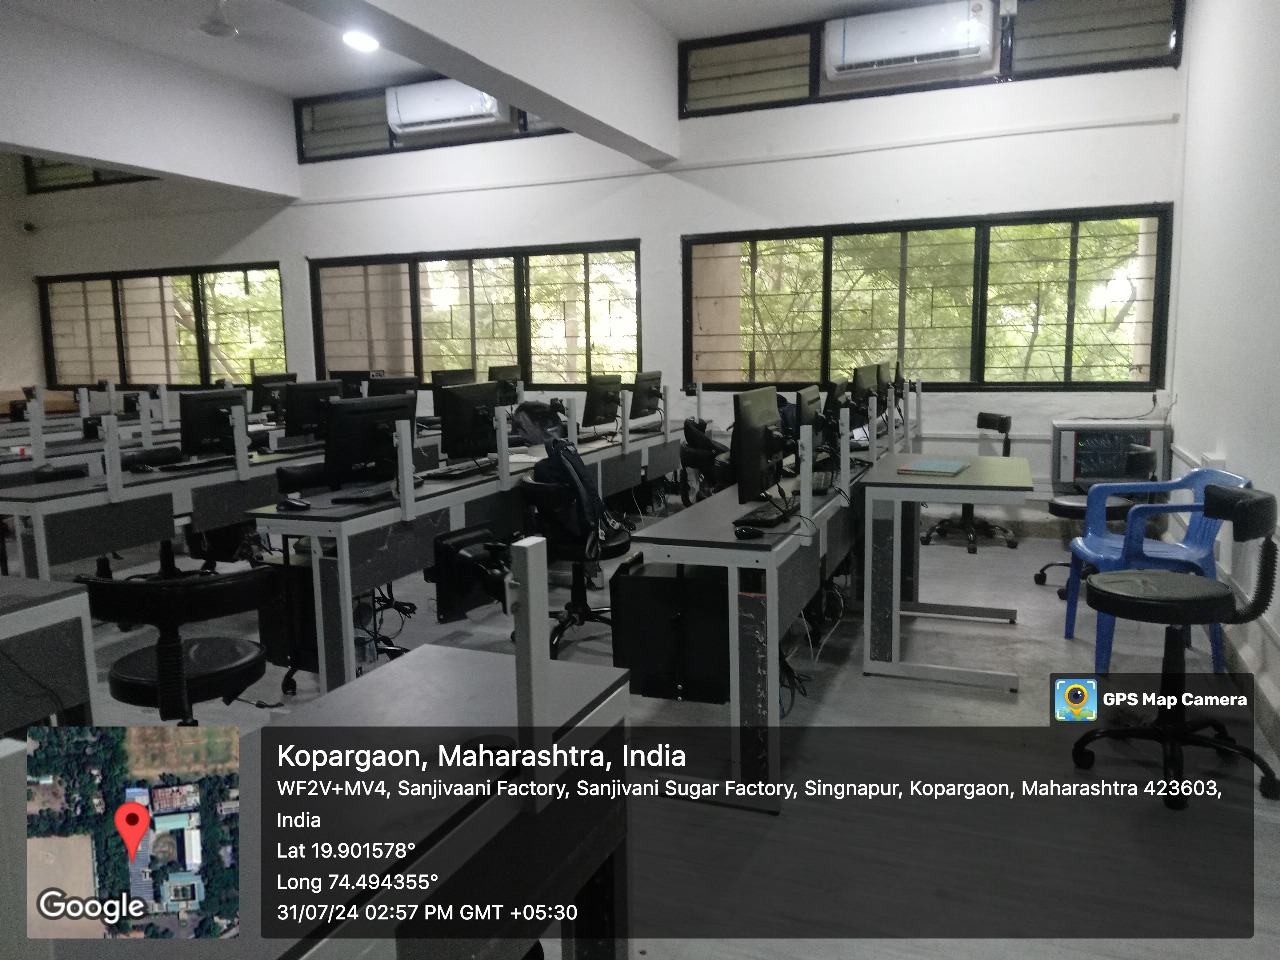 GPS Map Camera
Kopargaon, Maharashtra, India
WF2V+MV4, Sanjivaani Factory, Sanjivani Sugar Factory, Singnapur, Kopargaon, Maharashtra 423603,
India
Lat 19.901578°
Long 74.494355°
31/07/24 02:57 PM GMT +05:30
Google